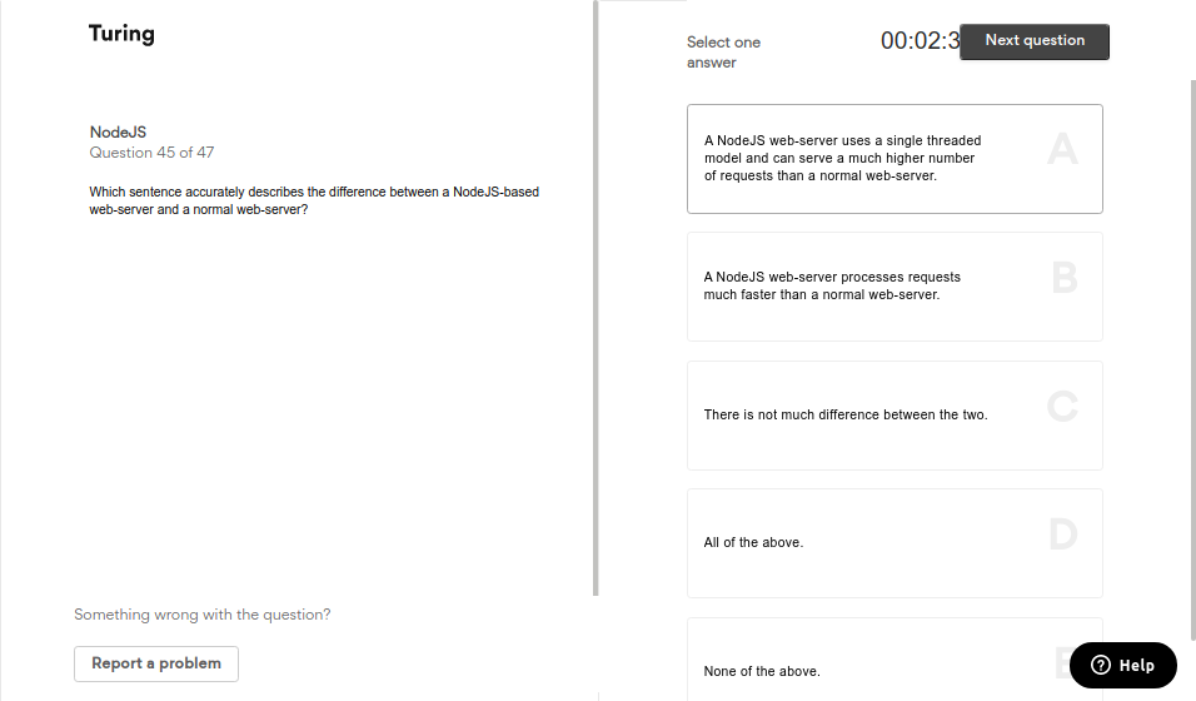 Turing
NodeJS
Question 45 of 47
Which sentence accurately describes the difference between a NodeJS-based
web-server and a normal web-server?
Something wrong with the question?
Report a problem
Select one
answer
00:02:3
Next question
A NodeJS web-server uses a single threaded
model and can serve a much higher number
of requests than a normal web-server.
A
A NodeJS web-server processes requests
much faster than a normal web-server.
B
There is not much difference between the two.
C
All of the above.
D
None of the above.
E
Help